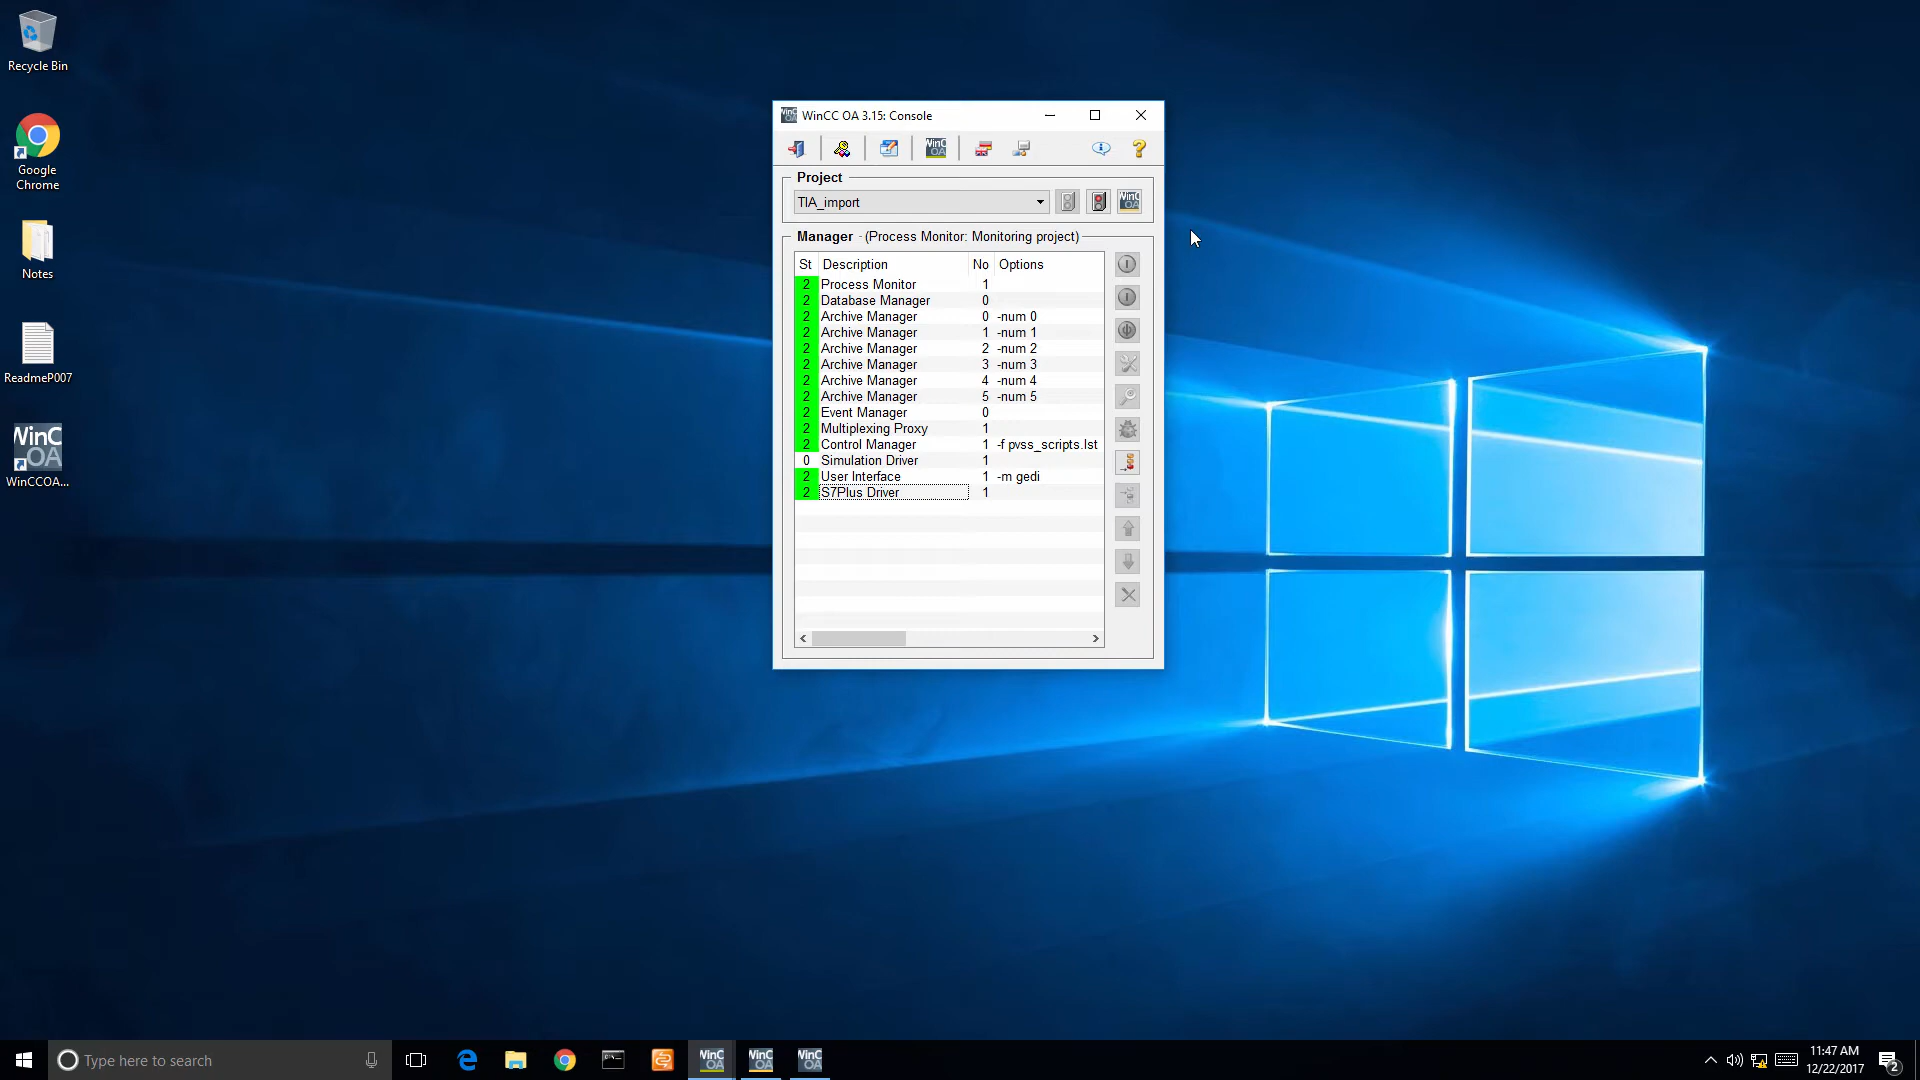 Recycle Bin
Google
Chrome
Notes
ReadmeP007
WinC
OA
WinCCOA...
WinCC OA 3.15: Console
Project
TIA_import
Manager - (Process Monitor: Monitoring project)
St Description No Options
2 Process Monitor 1
2 Database Manager 0
2 Archive Manager 0 -num 0
2 Archive Manager 1 -num 1
2 Archive Manager 2 -num 2
2 Archive Manager 3 -num 3
2 Archive Manager 4 -num 4
2 Archive Manager 5 -num 5
2 Event Manager 0
2 Multiplexing Proxy 1
2 Control Manager 1 -f pvss_scripts.lst
0 Simulation Driver 1
2 User Interface 1 -m gedi
2 S7Plus Driver 1
Type here to search
11:47 AM
12/22/2017
2